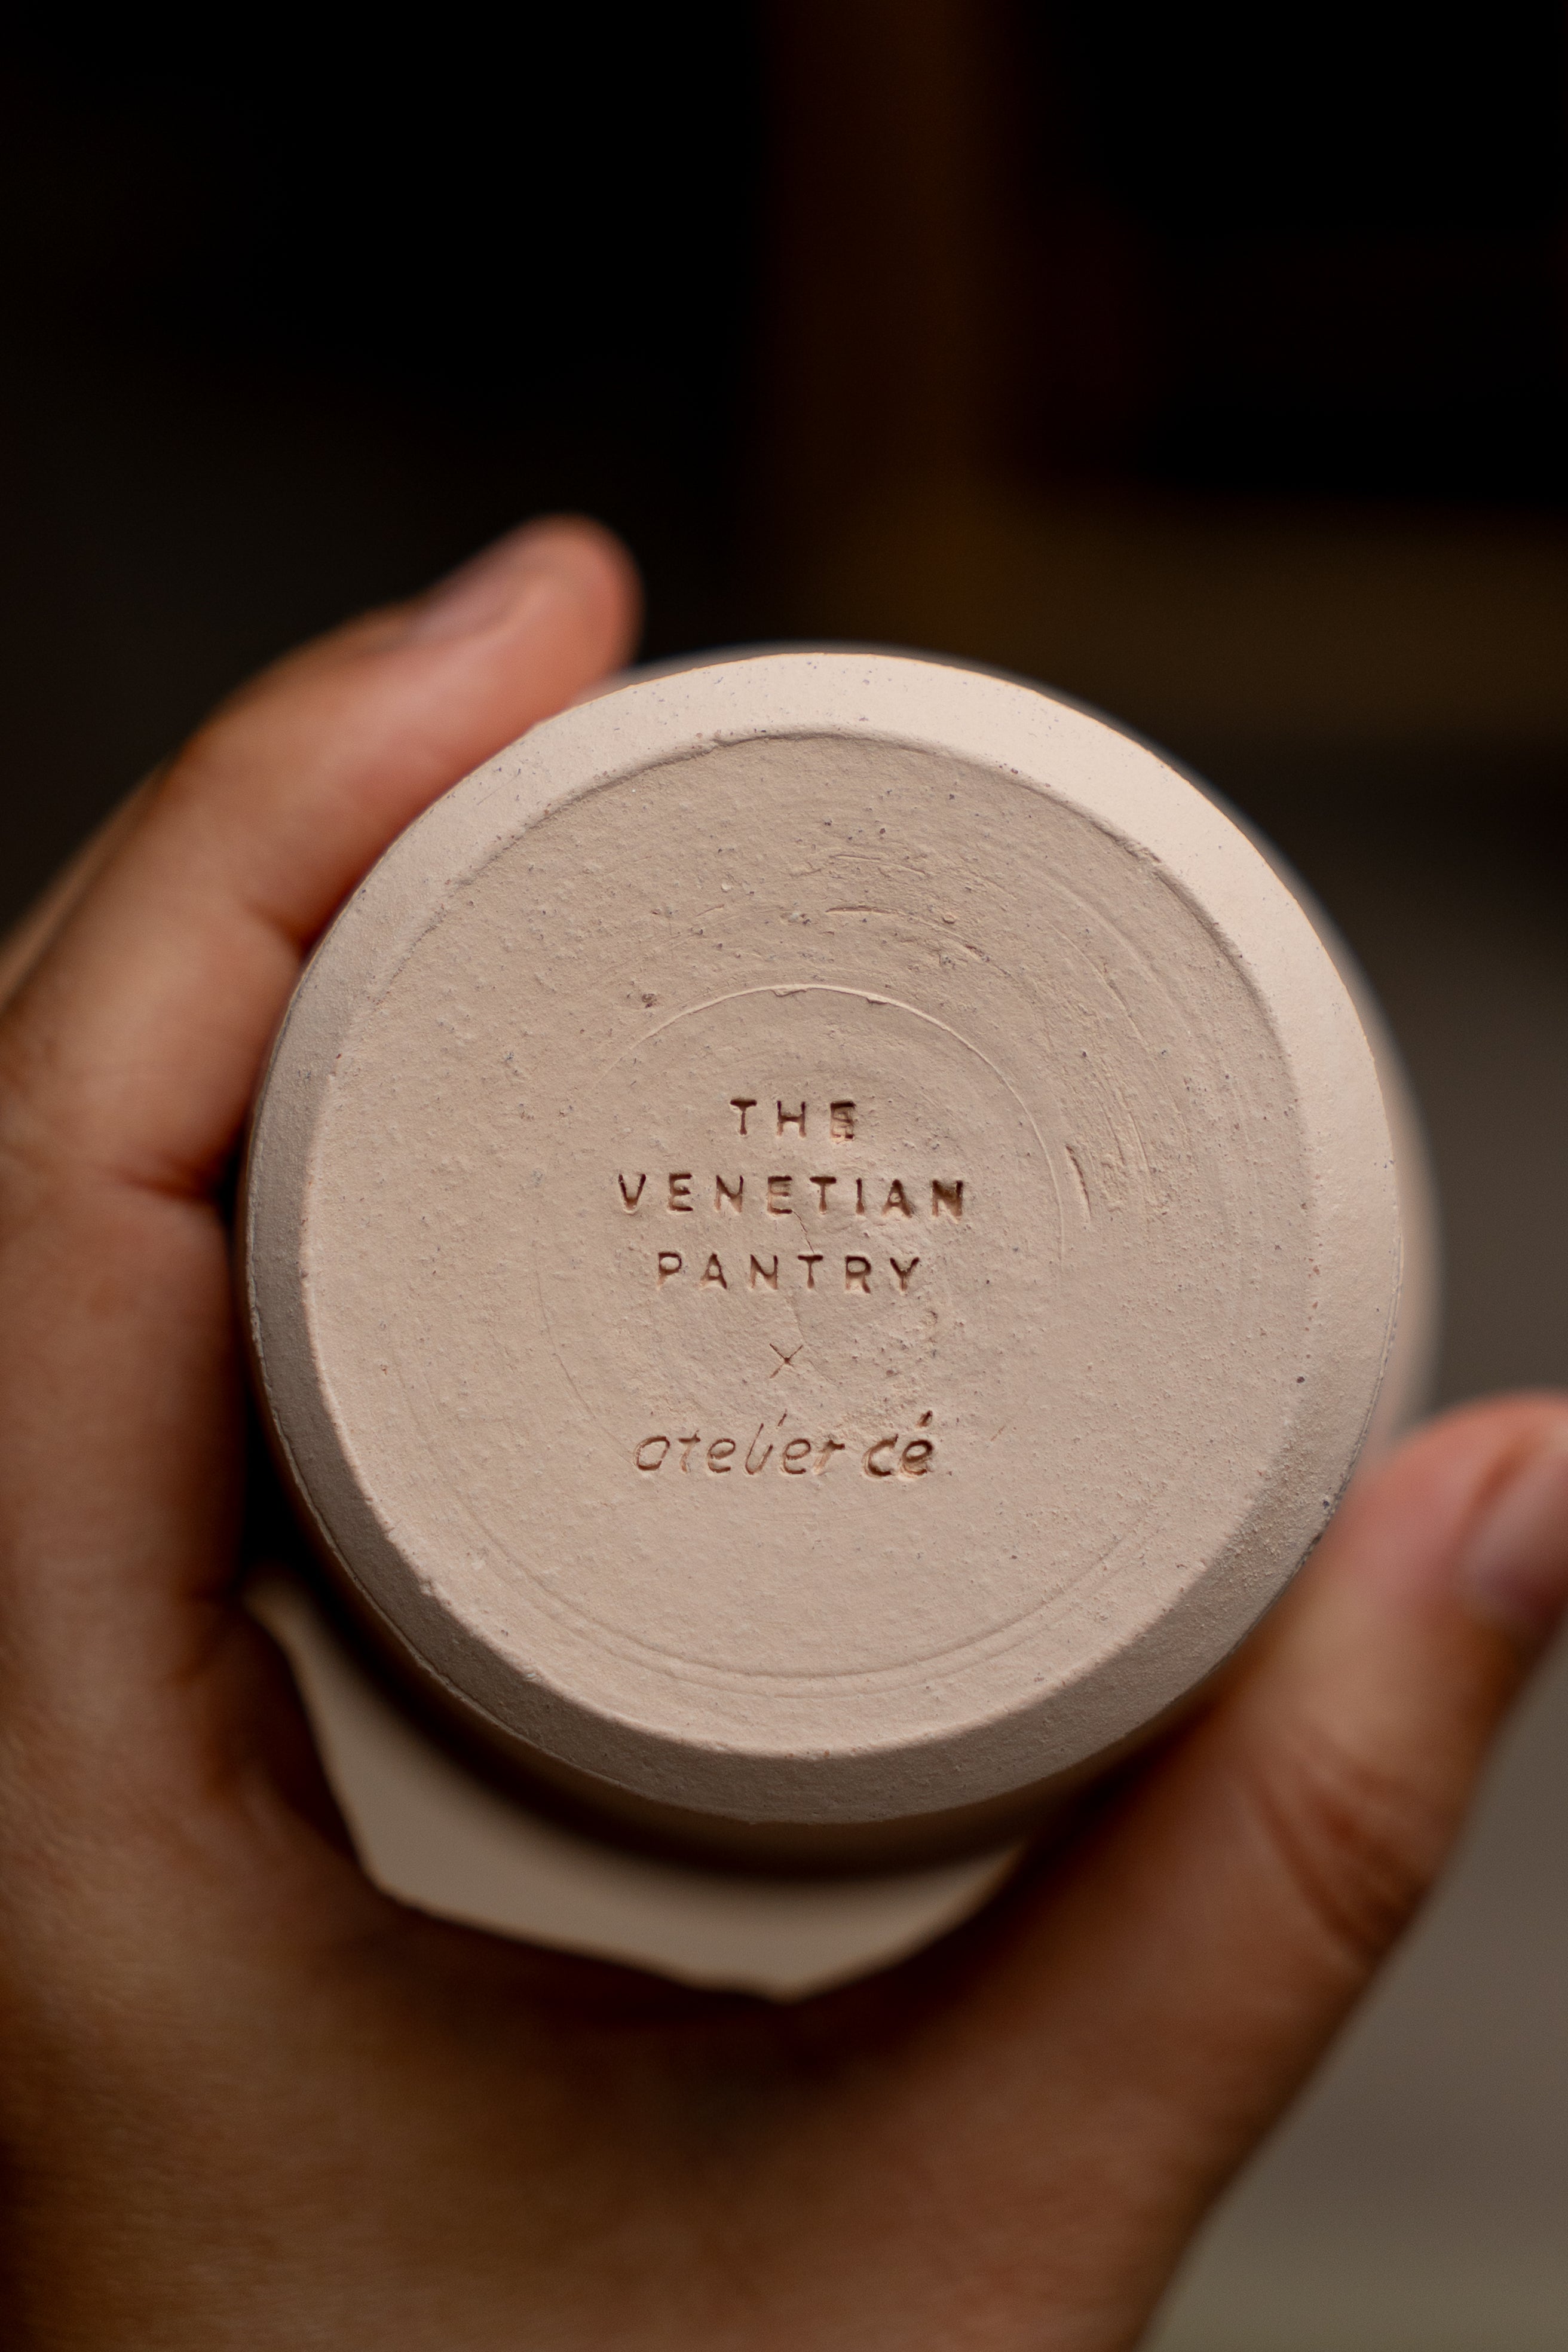 THE
VENETIAN
PANTRY
x
atelier cé